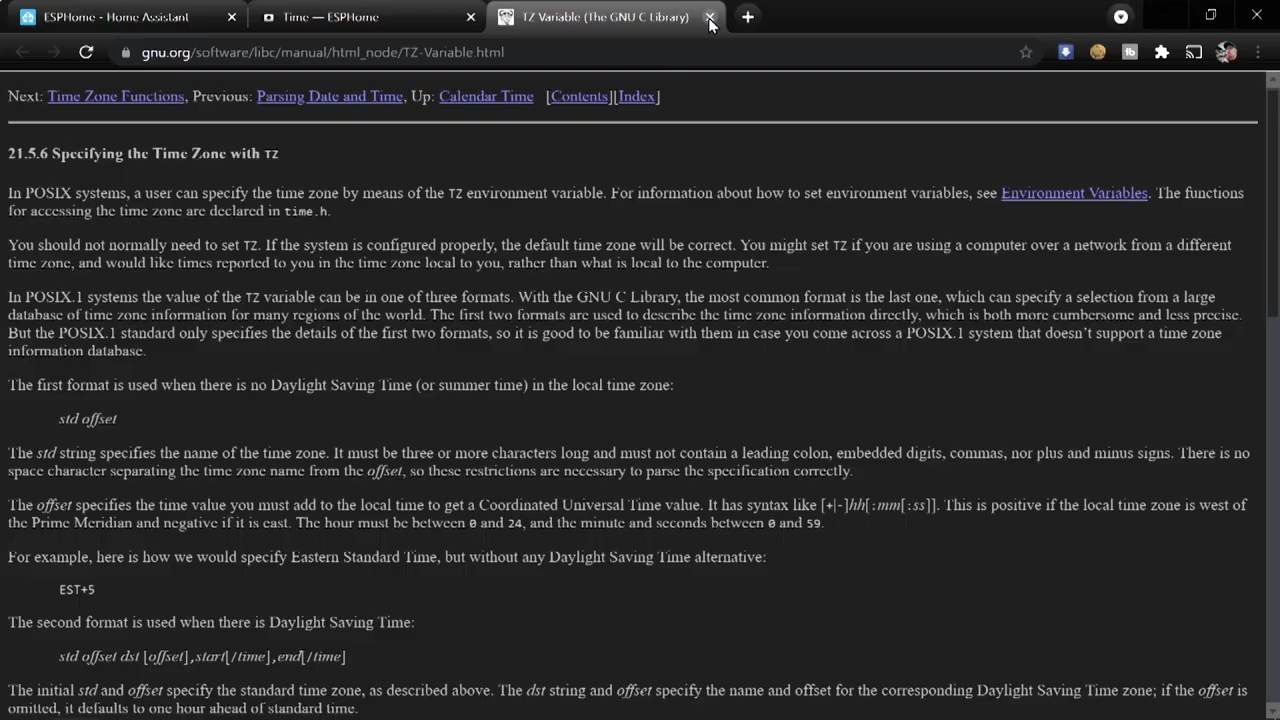 ESPHome - Home Assistant
Time — ESPHome
TZ Variable (The GNU C Library)
gnu.org/software/libc/manual/html_node/TZ-Variable.html
Next: Time Zone Functions, Previous: Parsing Date and Time, Up: Calendar Time [Contents][Index]
21.5.6 Specifying the Time Zone with TZ
In POSIX systems, a user can specify the time zone by means of the TZ environment variable. For information about how to set environment variables, see Environment Variables. The functions
for accessing the time zone are declared in time.h.
You should not normally need to set TZ. If the system is configured properly, the default time zone will be correct. You might set TZ if you are using a computer over a network from a different
time zone, and would like times reported to you in the time zone local to you, rather than what is local to the computer.
In POSIX.1 systems the value of the TZ variable can be in one of three formats. With the GNU C Library, the most common format is the last one, which can specify a selection from a large
database of time zone information for many regions of the world. The first two formats are used to describe the time zone information directly, which is both more cumbersome and less precise.
But the POSIX.1 standard only specifies the details of the first two formats, so it is good to be familiar with them in case you come across a POSIX.1 system that doesn't support a time zone
information database.
The first format is used when there is no Daylight Saving Time (or summer time) in the local time zone:
std offset
The std string specifies the name of the time zone. It must be three or more characters long and must not contain a leading colon, embedded digits, commas, nor plus and minus signs. There is no
space character separating the time zone name from the offset, so these restrictions are necessary to parse the specification correctly.
The offset specifies the time value you must add to the local time to get a Coordinated Universal Time value. It has syntax like [+|-]hh[:mm[:ss]]. This is positive if the local time zone is west of
the Prime Meridian and negative if it is east. The hour must be between 0 and 24, and the minute and seconds between 0 and 59.
For example, here is how we would specify Eastern Standard Time, but without any Daylight Saving Time alternative:
EST+5
The second format is used when there is Daylight Saving Time:
std offset dst [offset],start[/time],end[/time]
The initial std and offset specify the standard time zone, as described above. The dst string and offset specify the name and offset for the corresponding Daylight Saving Time zone; if the offset is
omitted, it defaults to one hour ahead of standard time.